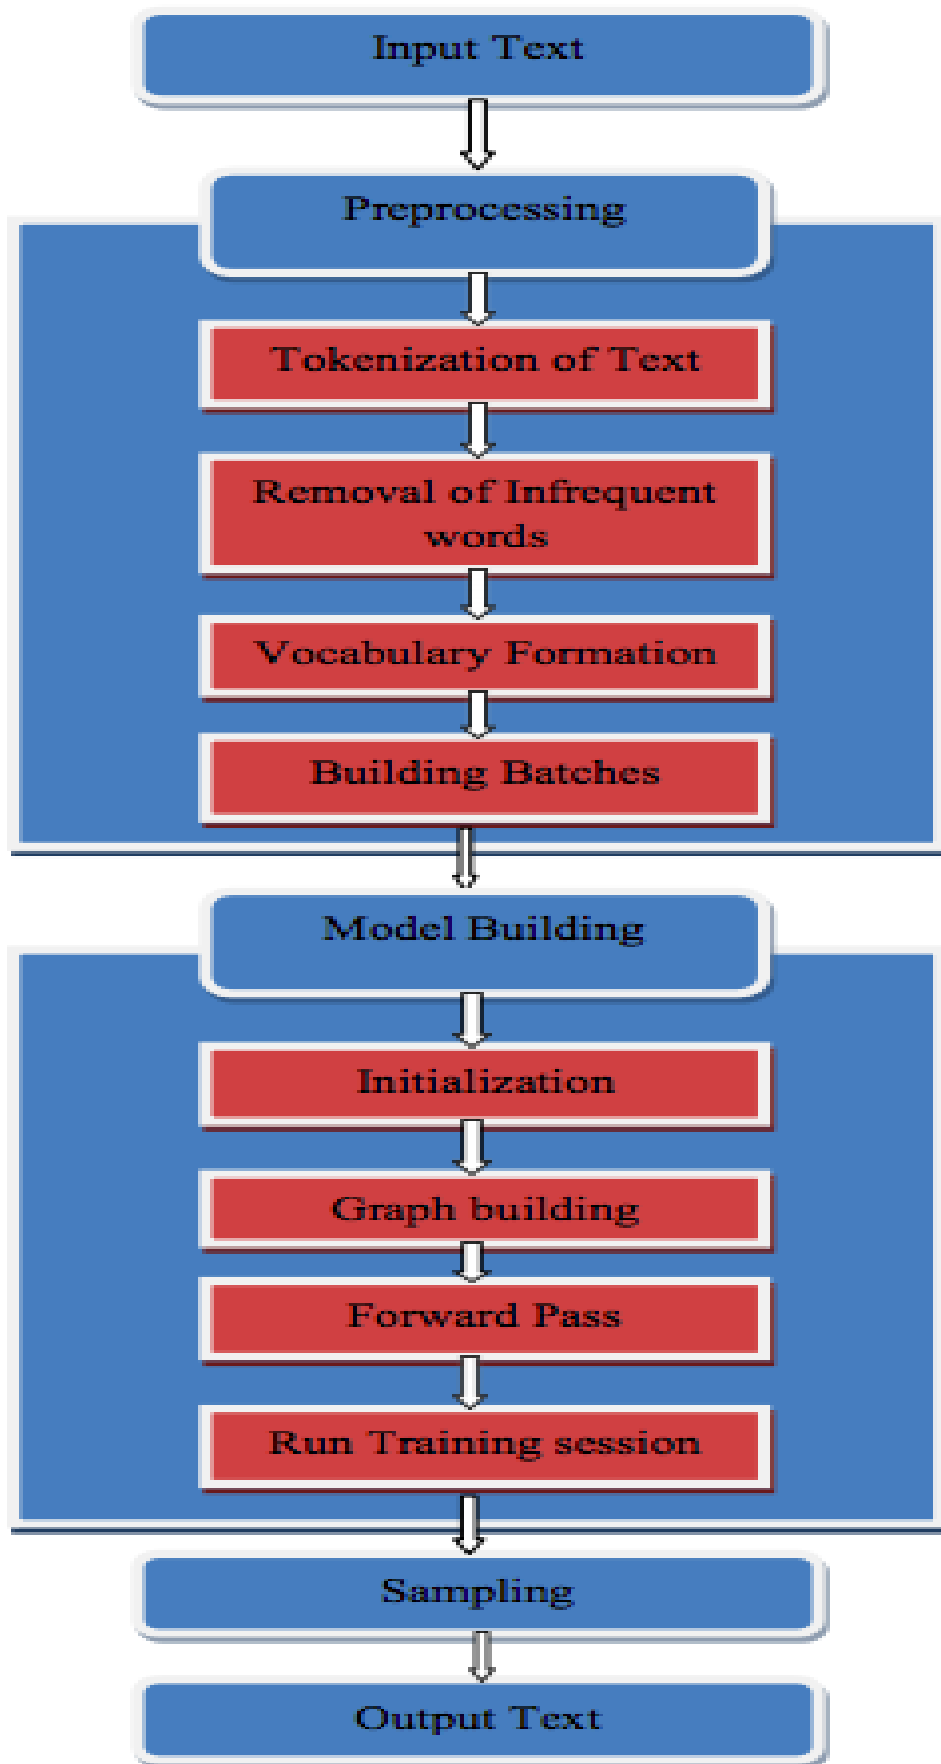 Input Text
Preprocessing
Tokenization of Text
Removal of Infrequent
words
Vocabulary Formation
Building Batches
Model Building
Initialization
Graph building
Forward Pass
Run Training session
Sampling
Output Text